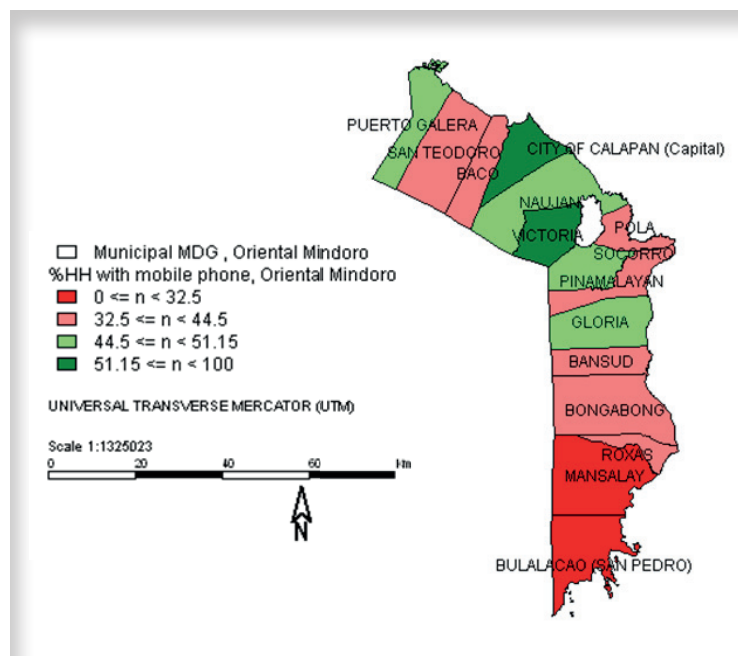 PUERTO GALERA
SAN TEODORO
BACO
CITY OF CALAPAN (Capital)
NAUJAN
VICTORIA
POLA
SOCORRO
PINAMALAYAN
GLORIA
BANSUD
BONGABONG
ROXAS
MANSALAY
BULALACAO (SAN PEDRO)
Municipal MDG , Oriental Mindoro
%HH with mobile phone, Oriental Mindoro
0 <= n < 32.5
32.5 <= n < 44.5
44.5 <= n < 51.15
51.15 <= n < 100
UNIVERSAL TRANSVERSE MERCATOR (UTM)
Scale 1:1325023
0 20 40 60 km
N